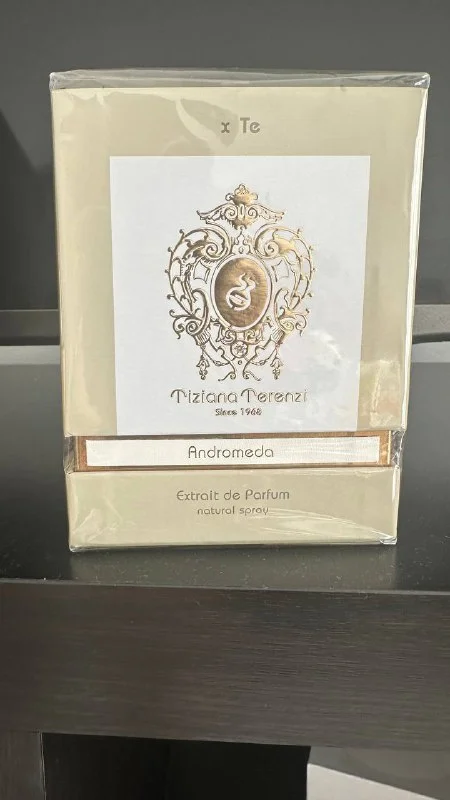 x Te
Tiziana Terenzi
Since 1968
Andromeda
Extrait de Parfum
natural spray